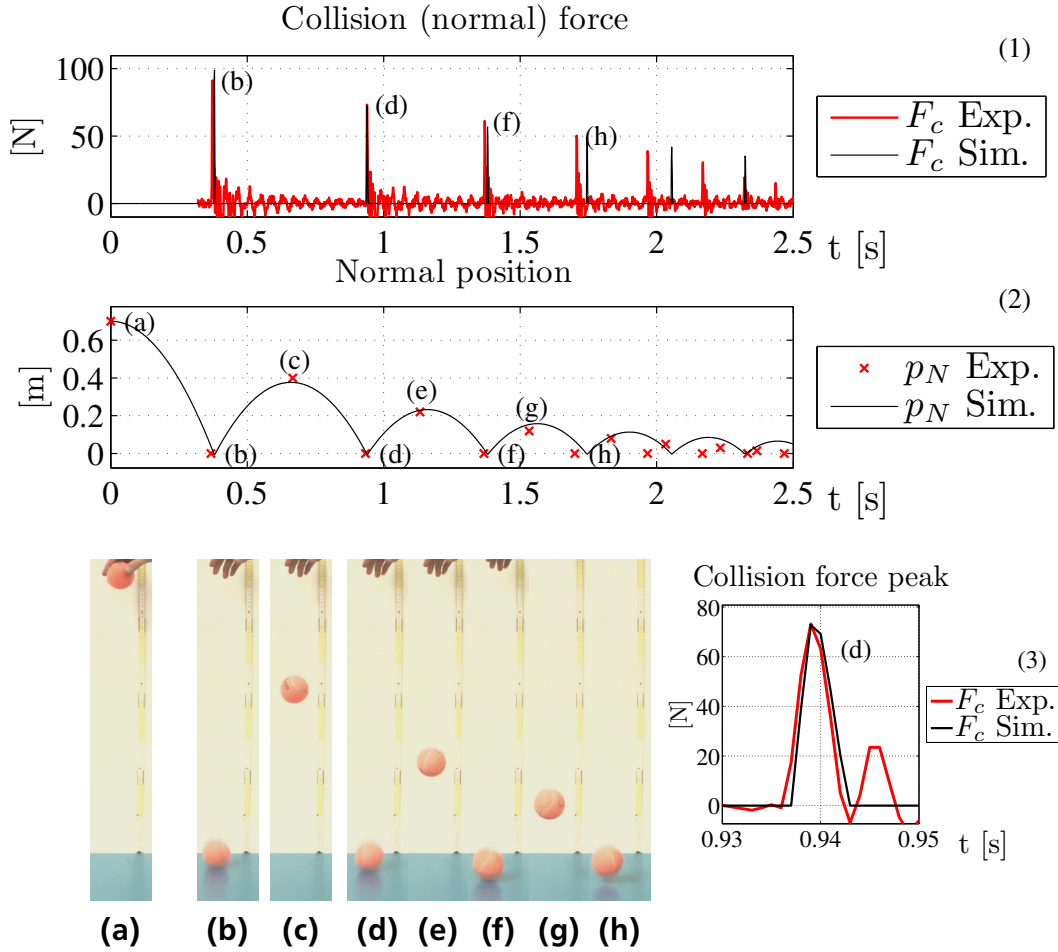 Collision (normal) force
(1)
100
50
0
[N]
(b)
(d)
(f)
(h)
F_c Exp.
F_c Sim.
0 0.5 1 1.5 2 2.5 t [s]
Normal position
(2)
0.6
0.4
0.2
0
[m]
(a)
(c)
(e)
(g)
(b)
(d)
(f)
(h)
p_N Exp.
p_N Sim.
0 0.5 1 1.5 2 2.5 t [s]
Collision force peak
80
60
40
20
0
[N]
(d)
(3)
F_c Exp.
F_c Sim.
0.93 0.94 0.95 t [s]
(a) (b) (c) (d) (e) (f) (g) (h)